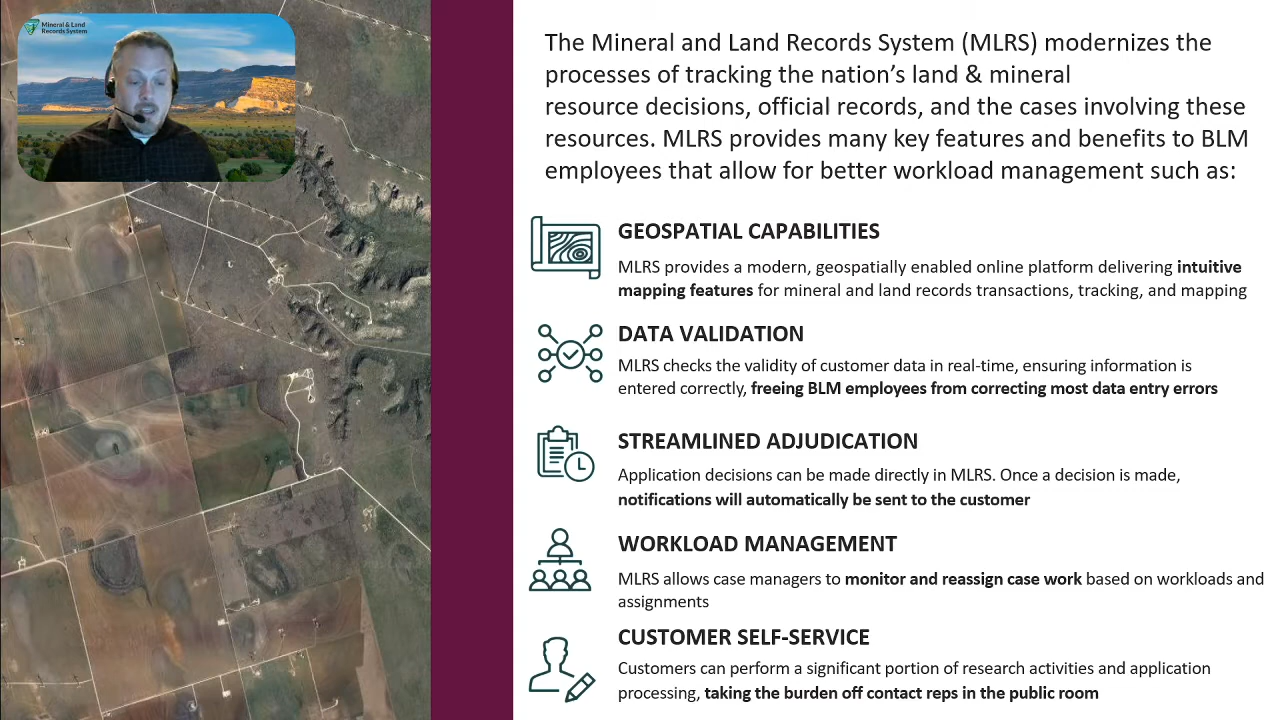 Mineral & Land
Records System
The Mineral and Land Records System (MLRS) modernizes the
processes of tracking the nation’s land & mineral
resource decisions, official records, and the cases involving these
resources. MLRS provides many key features and benefits to BLM
employees that allow for better workload management such as:
GEOSPATIAL CAPABILITIES
MLRS provides a modern, geospatially enabled online platform delivering intuitive
mapping features for mineral and land records transactions, tracking, and mapping
DATA VALIDATION
MLRS checks the validity of customer data in real-time, ensuring information is
entered correctly, freeing BLM employees from correcting most data entry errors
STREAMLINED ADJUDICATION
Application decisions can be made directly in MLRS. Once a decision is made,
notifications will automatically be sent to the customer
WORKLOAD MANAGEMENT
MLRS allows case managers to monitor and reassign case work based on workloads and
assignments
CUSTOMER SELF-SERVICE
Customers can perform a significant portion of research activities and application
processing, taking the burden off contact reps in the public room